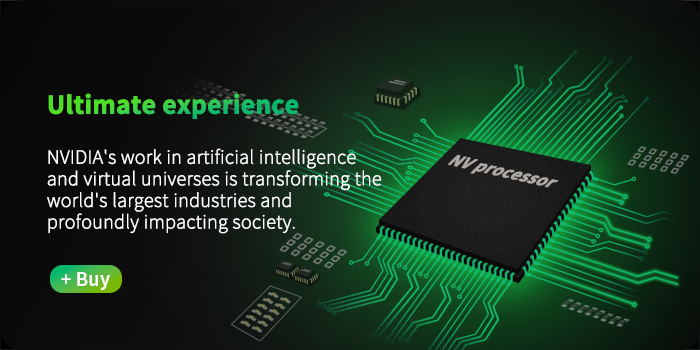 Ultimate experience
NVIDIA's work in artificial intelligence
and virtual universes is transforming the
world's largest industries and
profoundly impacting society.
+ Buy
NV processor